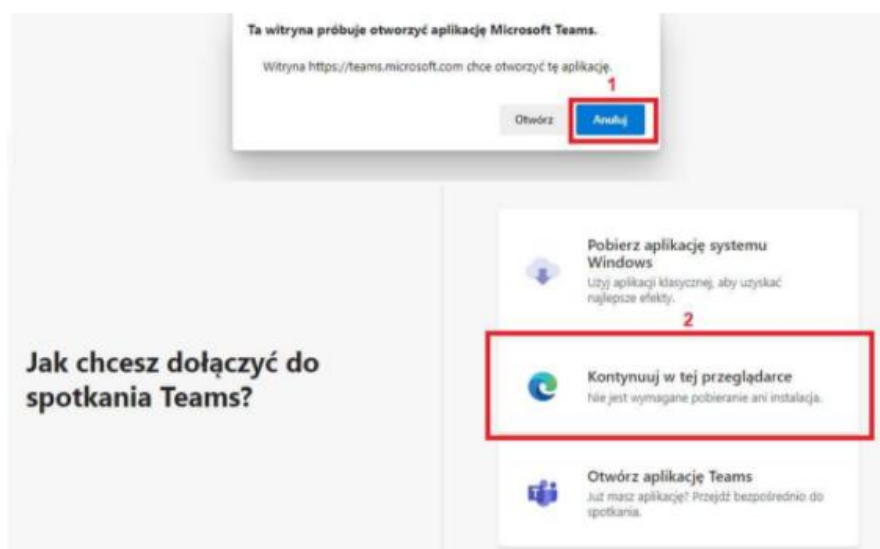 Ta witryna próbuje otworzyć aplikację Microsoft Teams.
Witryna https://teams.microsoft.com chce otworzyć tę aplikację.
1
Otwórz
Anuluj
Jak chcesz dołączyć do
spotkania Teams?
Pobierz aplikację systemu
Windows
Użyj aplikacji klasycznej, aby uzyskać
najlepsze efekty.
2
Kontynuuj w tej przeglądarce
Nie jest wymagane pobieranie ani instalacja.
Otwórz aplikację Teams
Już masz aplikację? Przejdź bezpośrednio do
spotkania.